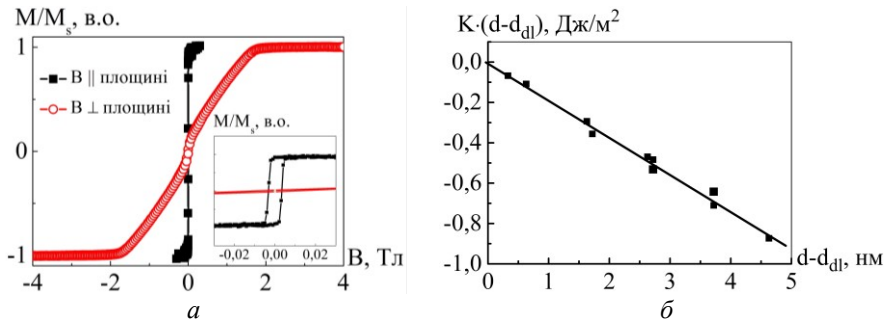 M/Mₛ, в.о.
1
0
-1
B || площині
B ⊥ площині
M/Mₛ, в.о.
-0,02 0,00 0,02
-4 -2 0 2 4
B, Тл
а
K·(d-d_dl), Дж/м²
0,0
-0,2
-0,4
-0,6
-0,8
-1,0
0 1 2 3 4 5
d-d_dl, нм
б